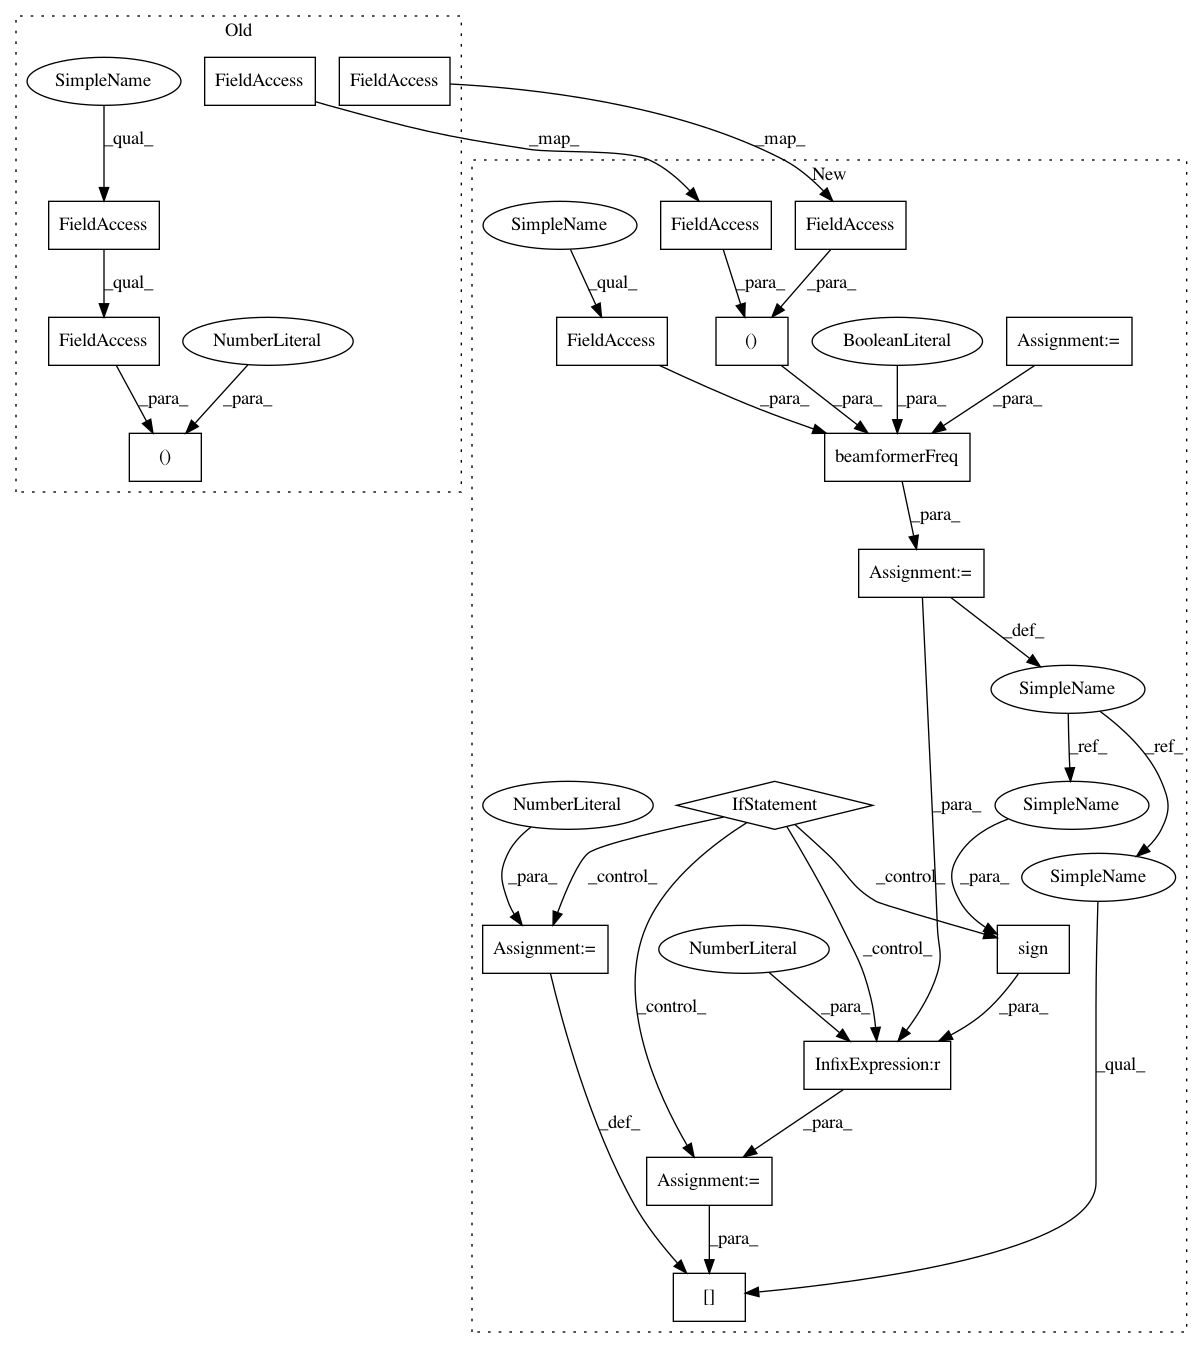 Old
SimpleName
FieldAccess
FieldAccess
_qual_
_map_
_map_
New
FieldAccess
SimpleName
FieldAccess
FieldAccess
_qual_
_qual_
_para_
_para_
FieldAccess
NumberLiteral
FieldAccess
()
BooleanLiteral
Assignment:=
_para_
_para_
_para_
_para_
_para_
_para_
()
beamformerFreq
_para_
Assignment:=
_def_
SimpleName
_ref_
_ref_
NumberLiteral
IfStatement
_para_
SimpleName
_para_
_control_
_control_
_para_
SimpleName
Assignment:=
NumberLiteral
_control_
sign
_control_
_para_
_para_
InfixExpression:r
_qual_
_def_
_para_
Assignment:=
_para_
[]